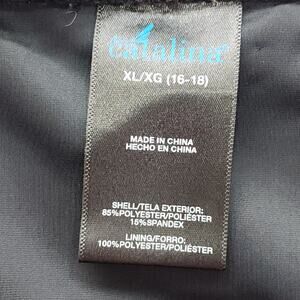 catalina
XL/XG (16-18)
MADE IN CHINA
HECHO EN CHINA
SHELL/TELA EXTERIOR:
85%POLYESTER/POLIÉSTER
15%SPANDEX
LINING/FORRO:
100%POLYESTER/POLIÉSTER